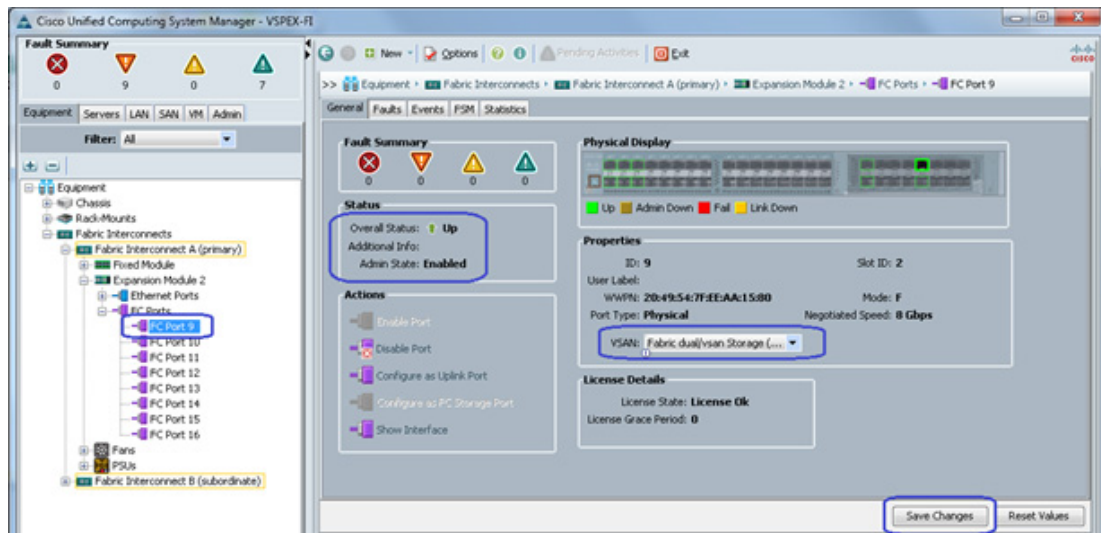 Cisco Unified Computing System Manager - VSPEX-FI
Fault Summary
0 9 0 7
Equipment Servers LAN SAN VM Admin
Filter: All
Equipment
Chassis
Rack-Mounts
Fabric Interconnects
Fabric Interconnect A (primary)
Fixed Module
Expansion Module 2
Ethernet Ports
FC Ports
FC Port 9
FC Port 10
FC Port 11
FC Port 12
FC Port 13
FC Port 14
FC Port 15
FC Port 16
Fans
PSUs
Fabric Interconnect B (subordinate)
New Options Pending Activities Exit
CISCO
>> Equipment Fabric Interconnects Fabric Interconnect A (primary) Expansion Module 2 FC Ports FC Port 9
General Faults Events FSM Statistics
Fault Summary
0 0 0 0
Status
Overall Status: Up
Additional Info:
Admin State: Enabled
Actions
Enable Port
Disable Port
Configure as Uplink Port
Configure as FC Storage Port
Show Interface
Physical Display
Up Admin Down Fail Link Down
Properties
ID: 9 Slot ID: 2
User Label:
WWPN: 20:49:54:7F:EE:AA:15:80 Mode: F
Port Type: Physical Negotiated Speed: 8 Gbps
VSAN: Fabric dual/vsan Storage (....
License Details
License State: License Ok
License Grace Period: 0
Save Changes Reset Values